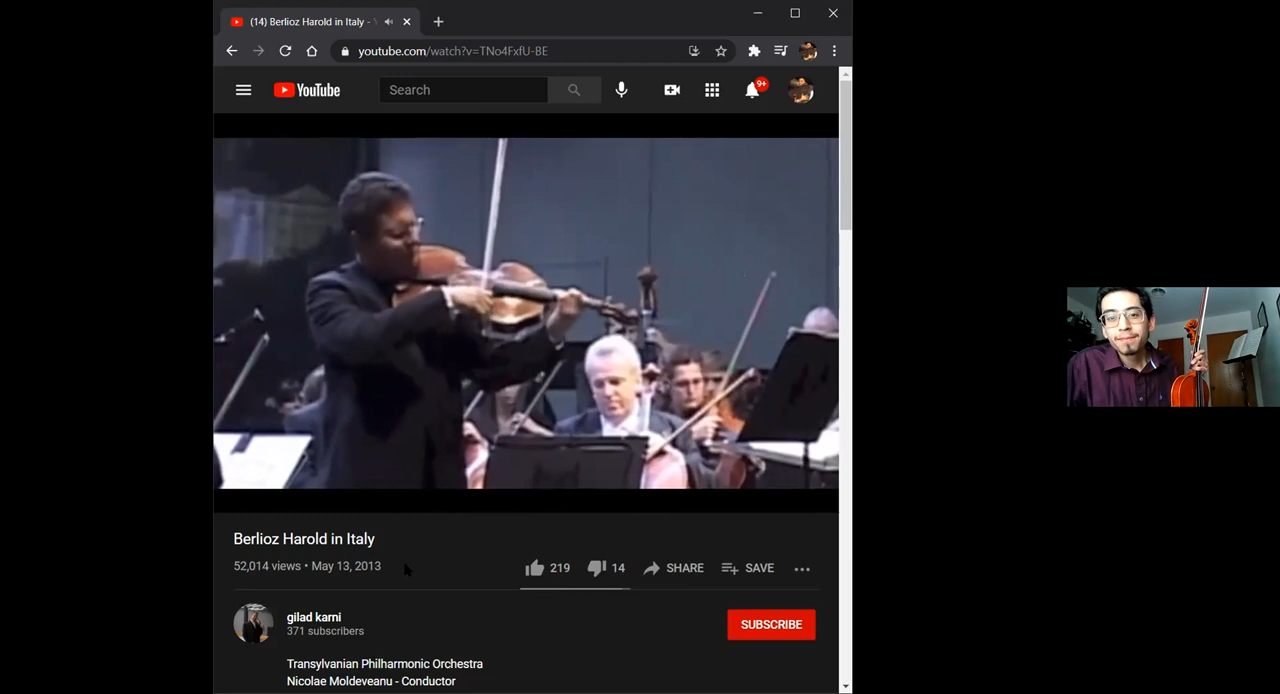 (14) Berlioz Harold in Italy - Y
youtube.com/watch?v=TNo4FxfU-BE
YouTube
Search
9+
Berlioz Harold in Italy
52,014 views • May 13, 2013
219
14
SHARE
SAVE
gilad karni
371 subscribers
SUBSCRIBE
Transylvanian Philharmonic Orchestra
Nicolae Moldeveanu - Conductor